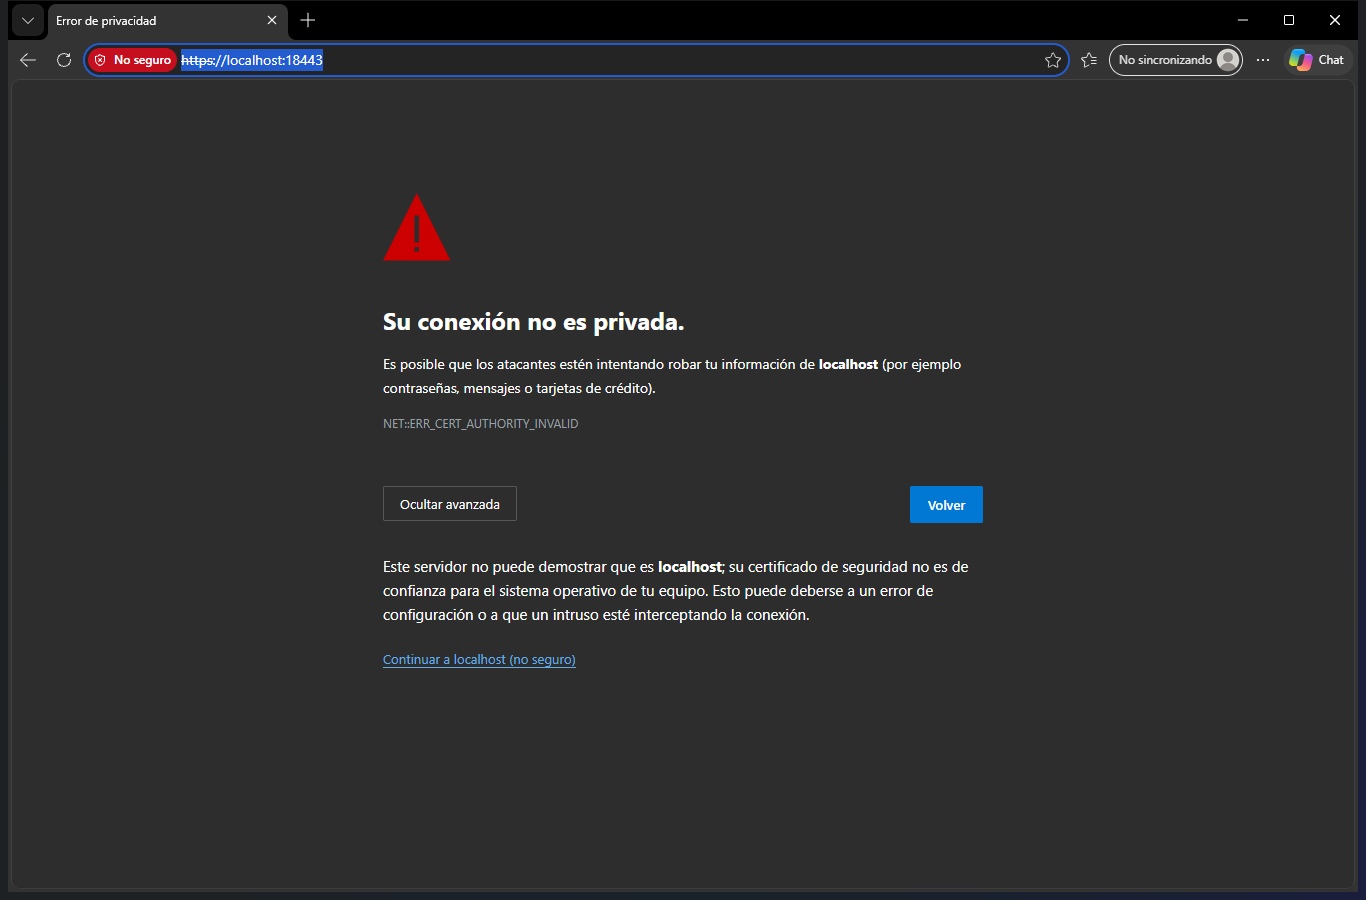 Error de privacidad
No seguro https://localhost:18443 No sincronizando Chat
Su conexión no es privada.
Es posible que los atacantes estén intentando robar tu información de localhost (por ejemplo
contraseñas, mensajes o tarjetas de crédito).
NET::ERR_CERT_AUTHORITY_INVALID
Ocultar avanzada Volver
Este servidor no puede demostrar que es localhost; su certificado de seguridad no es de
confianza para el sistema operativo de tu equipo. Esto puede deberse a un error de
configuración o a que un intruso esté interceptando la conexión.
Continuar a localhost (no seguro)